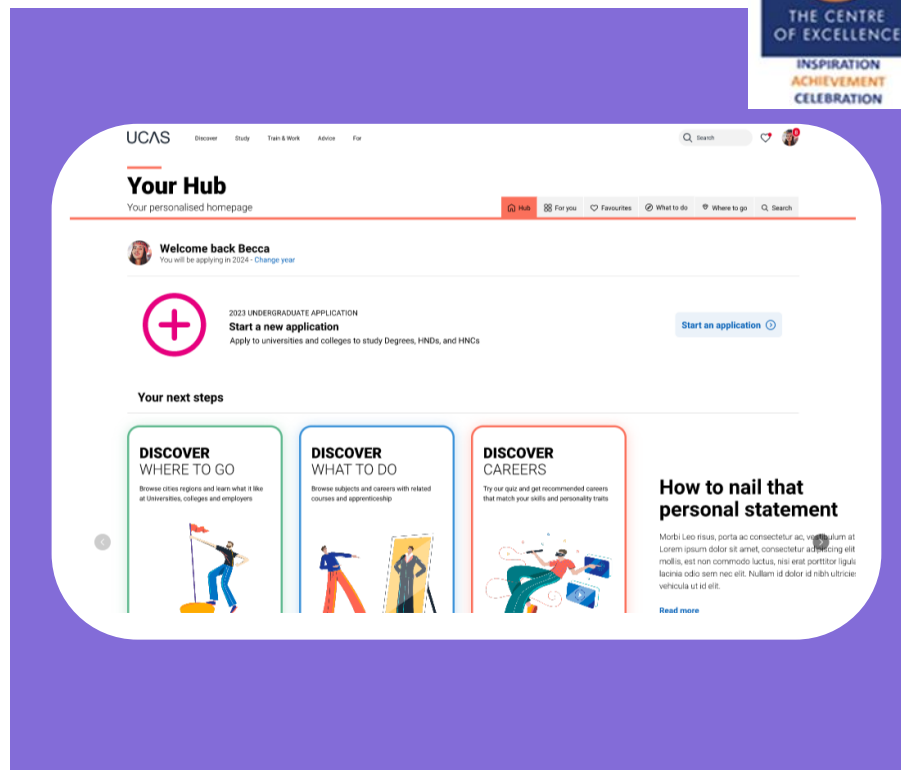 THE CENTRE
OF EXCELLENCE
INSPIRATION
ACHIEVEMENT
CELEBRATION
UCAS
Discover Study Train & Work Advice For
Search
Your Hub
Your personalised homepage
Hub For you Favourites What to do Where to go Search
Welcome back Becca
You will be applying in 2024 - Change year
2023 UNDERGRADUATE APPLICATION
Start a new application
Apply to universities and colleges to study Degrees, HNDs, and HNCs
Start an application
Your next steps
DISCOVER
WHERE TO GO
Browse cities regions and learn what it like
at Universities, colleges and employers
DISCOVER
WHAT TO DO
Browse subjects and careers with related
courses and apprenticeship
DISCOVER
CAREERS
Try our quiz and get recommended careers
that match your skills and personality traits
How to nail that
personal statement
Morbi Leo risus, porta ac consectetur ac, vestibulum at
Lorem ipsum dolor sit amet, consectetur adipiscing elit
mollis, est non commodo luctus, nisi erat porttitor ligula
lacinia odio sem nec elit. Nullam id dolor id nibh ultricies
vehicula ut id elit.
Read more